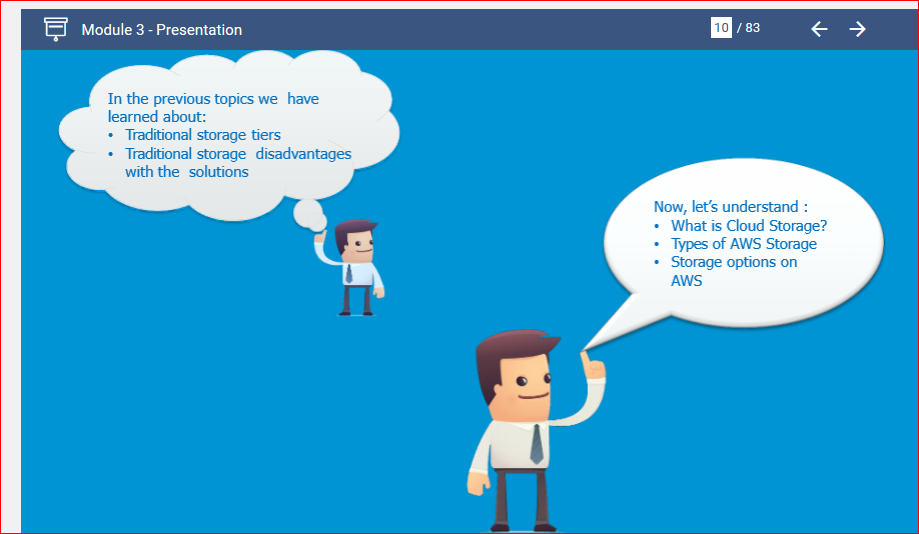 Module 3 - Presentation
10 / 83
In the previous topics we have
learned about:
• Traditional storage tiers
• Traditional storage disadvantages
with the solutions
Now, let's understand :
• What is Cloud Storage?
• Types of AWS Storage
• Storage options on
AWS